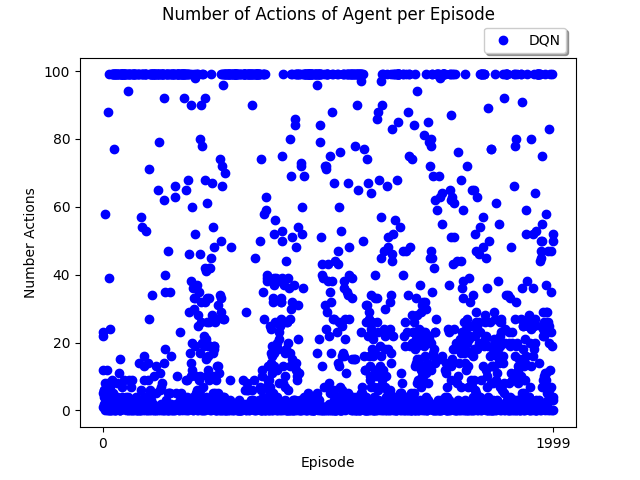 Number of Actions of Agent per Episode
DQN
100
80
60
40
20
0
Number Actions
0
1999
Episode